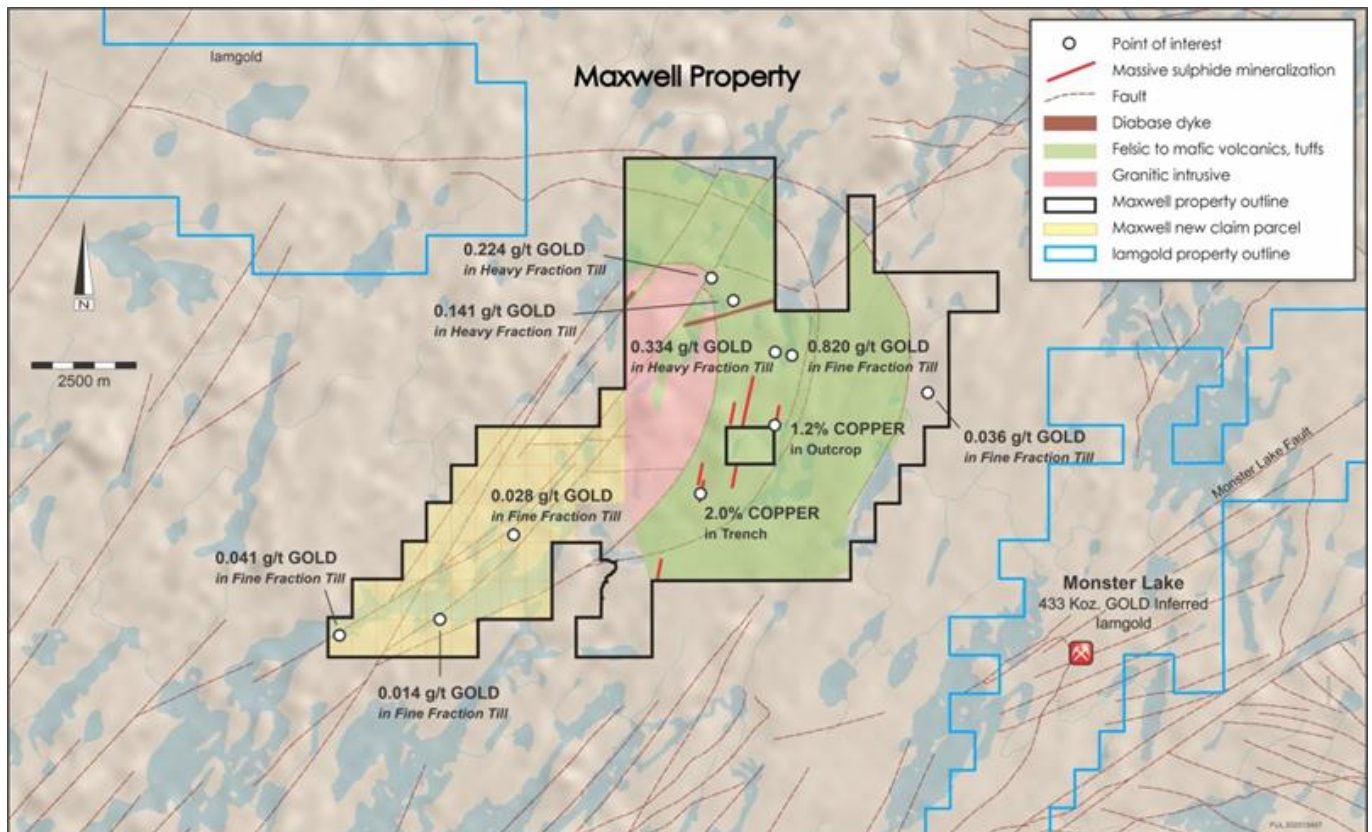 Iamgold
Maxwell Property
Point of interest
Massive sulphide mineralization
Fault
Diabase dyke
Felsic to mafic volcanics, tuffs
Granitic intrusive
Maxwell property outline
Maxwell new claim parcel
Iamgold property outline
N
2500 m
0.224 g/t GOLD
in Heavy Fraction Till
0.141 g/t GOLD
in Heavy Fraction Till
0.334 g/t GOLD
in Heavy Fraction Till
0.820 g/t GOLD
in Fine Fraction Till
1.2% COPPER
in Outcrop
0.036 g/t GOLD
in Fine Fraction Till
Monster Lake Fault
0.028 g/t GOLD
in Fine Fraction Till
2.0% COPPER
in Trench
0.041 g/t GOLD
in Fine Fraction Till
Monster Lake
433 Koz. GOLD Inferred
Iamgold
0.014 g/t GOLD
in Fine Fraction Till